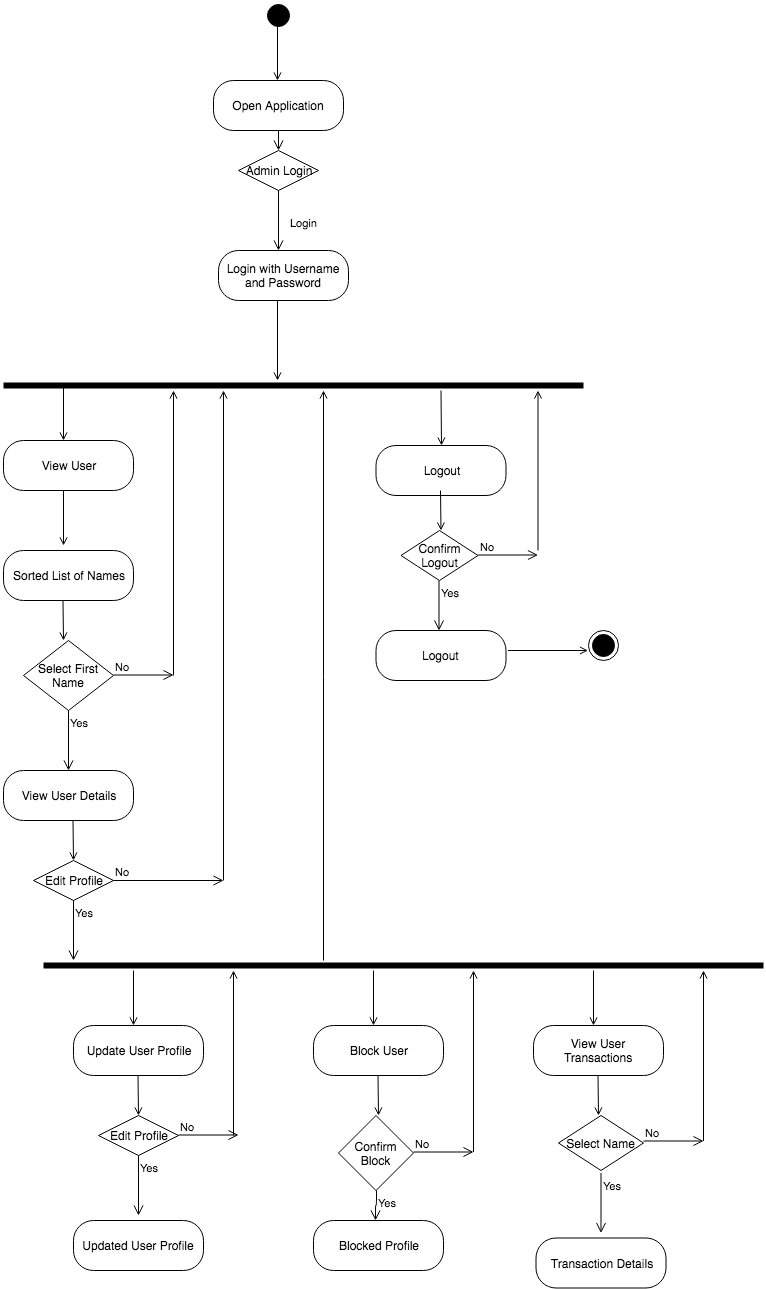 Open Application
Admin Login
Login
Login with Username
and Password
View User
Logout
Sorted List of Names
Confirm
Logout
No
Yes
Select First
Name
No
Yes
Logout
View User Details
Edit Profile
No
Yes
Update User Profile
Block User
View User
Transactions
Edit Profile
No
Yes
Confirm
Block
No
Yes
Select Name
No
Yes
Updated User Profile
Blocked Profile
Transaction Details